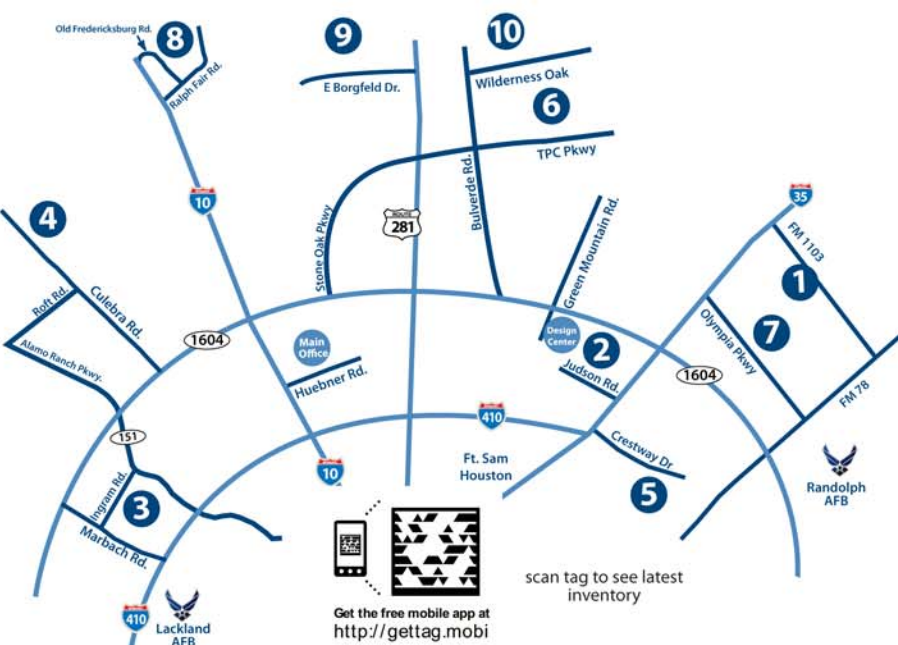 Old Fredericksburg Rd.
8
Ralph Fair Rd.
9
E Borgfeld Dr.
10
Wilderness Oak
6
TPC Pkwy
Bulverde Rd.
Stone Oak Pkwy
10
ROUTE
281
35
FM 1103
1
Green Mountain Rd.
4
Culebra Rd.
Roft Rd.
Alamo Ranch Pkwy.
1604
Main
Office
Huebner Rd.
Design
Center
2
Judson Rd.
Olympia Pkwy
7
1604
FM 78
410
151
Ingram Rd.
3
Marbach Rd.
10
Ft. Sam
Houston
Crestway Dr
5
Randolph
AFB
410
Lackland
AFB
scan tag to see latest
inventory
Get the free mobile app at
http://gettag.mobi